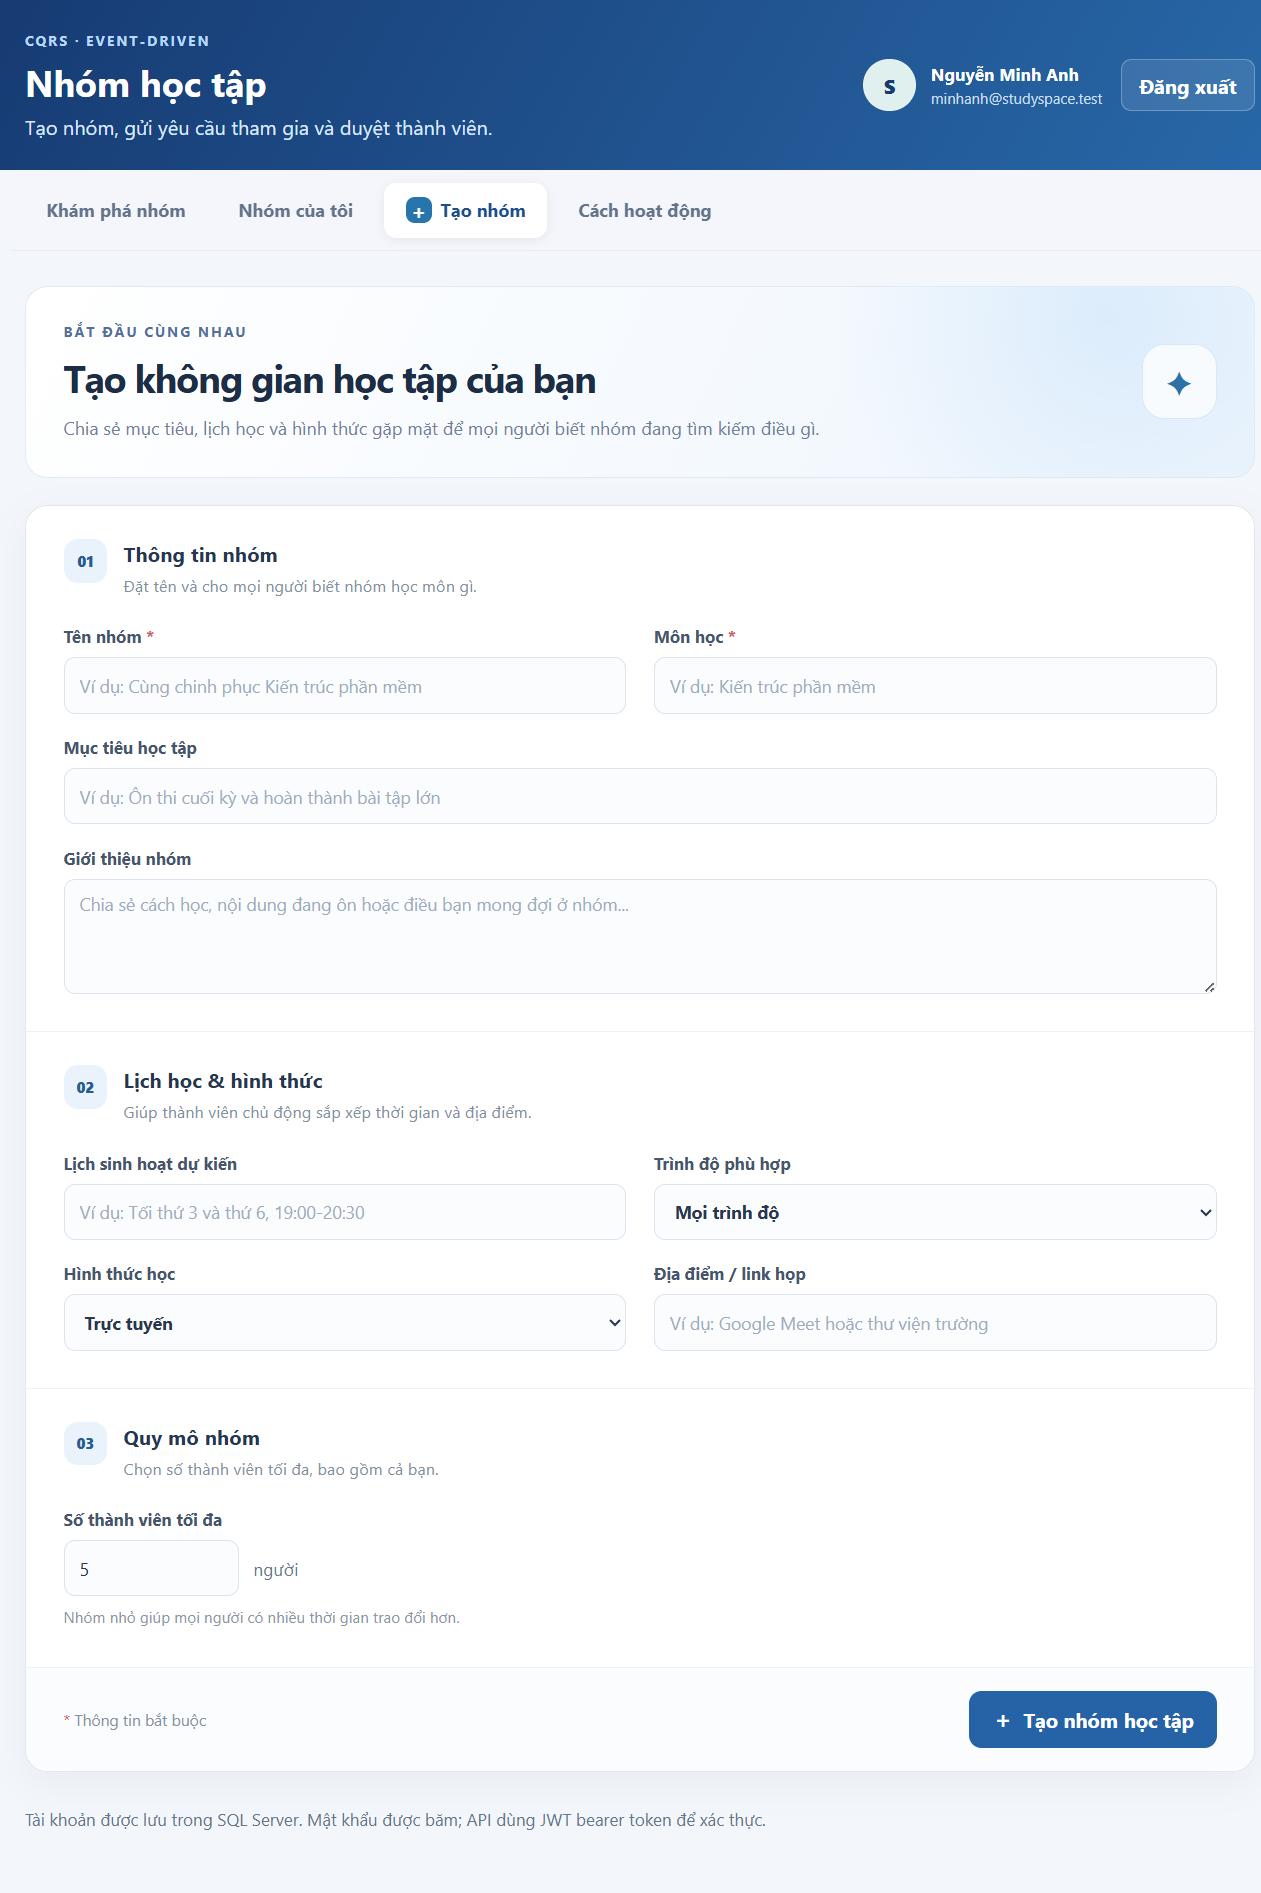 CQRS · EVENT-DRIVEN
Nhóm học tập
Tạo nhóm, gửi yêu cầu tham gia và duyệt thành viên.
S
Nguyễn Minh Anh
minhanh@studyspace.test
Đăng xuất
Khám phá nhóm
Nhóm của tôi
+ Tạo nhóm
Cách hoạt động
BẮT ĐẦU CÙNG NHAU
Tạo không gian học tập của bạn
Chia sẻ mục tiêu, lịch học và hình thức gặp mặt để mọi người biết nhóm đang tìm kiếm điều gì.
01
Thông tin nhóm
Đặt tên và cho mọi người biết nhóm học môn gì.
Tên nhóm *
Môn học *
Ví dụ: Cùng chinh phục Kiến trúc phần mềm
Ví dụ: Kiến trúc phần mềm
Mục tiêu học tập
Ví dụ: Ôn thi cuối kỳ và hoàn thành bài tập lớn
Giới thiệu nhóm
Chia sẻ cách học, nội dung đang ôn hoặc điều bạn mong đợi ở nhóm...
02
Lịch học & hình thức
Giúp thành viên chủ động sắp xếp thời gian và địa điểm.
Lịch sinh hoạt dự kiến
Trình độ phù hợp
Ví dụ: Tối thứ 3 và thứ 6, 19:00-20:30
Mọi trình độ
Hình thức học
Địa điểm / link họp
Trực tuyến
Ví dụ: Google Meet hoặc thư viện trường
03
Quy mô nhóm
Chọn số thành viên tối đa, bao gồm cả bạn.
Số thành viên tối đa
5
người
Nhóm nhỏ giúp mọi người có nhiều thời gian trao đổi hơn.
* Thông tin bắt buộc
+ Tạo nhóm học tập
Tài khoản được lưu trong SQL Server. Mật khẩu được băm; API dùng JWT bearer token để xác thực.